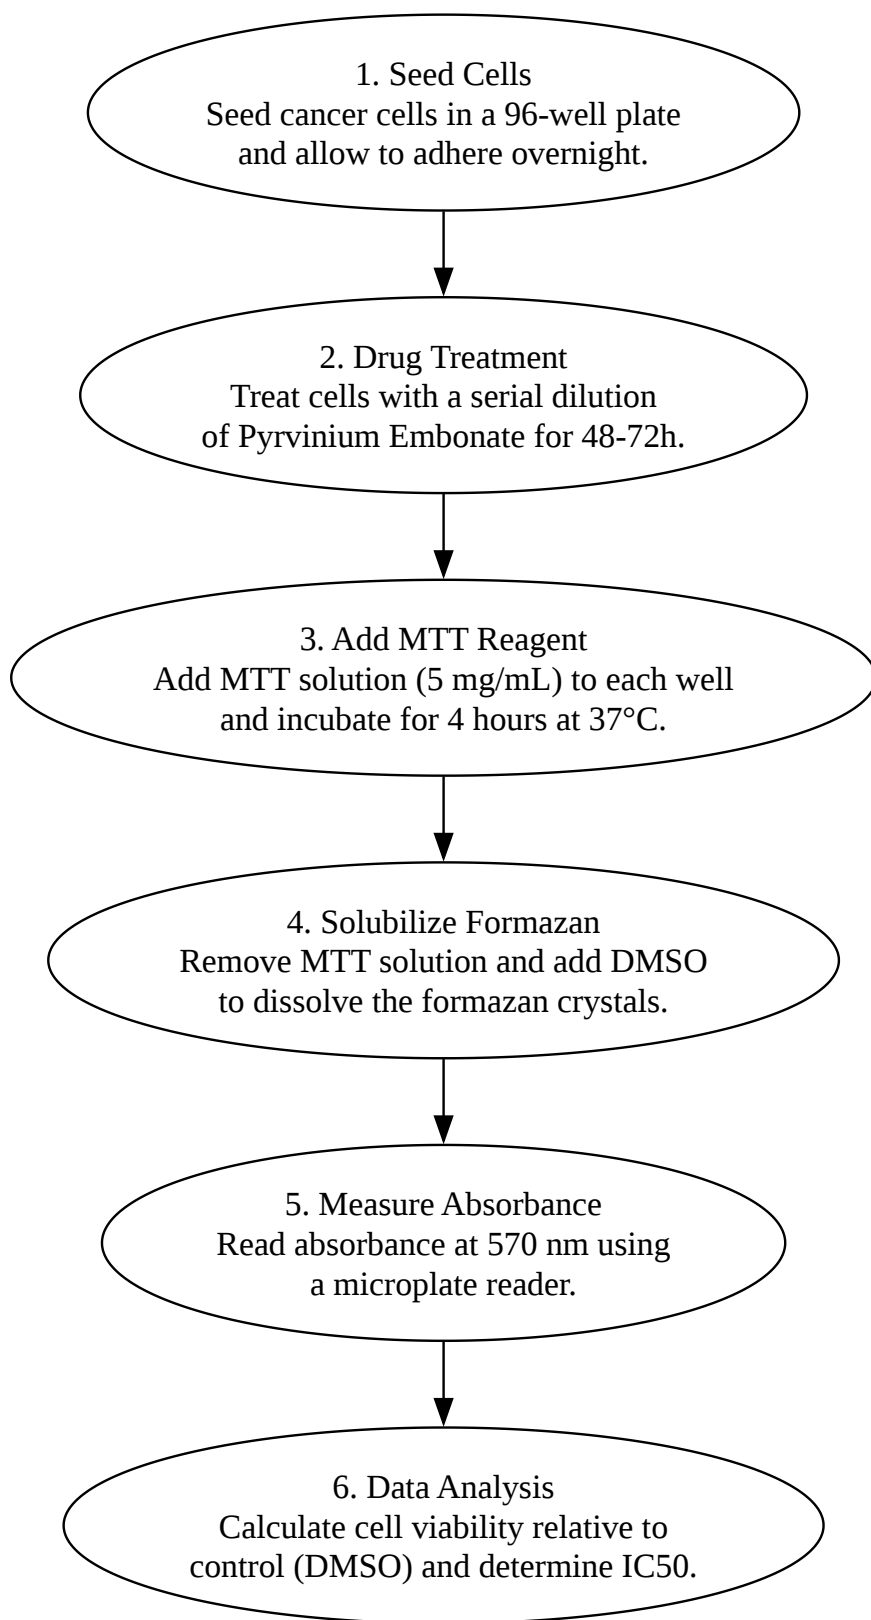 1. Seed Cells
Seed cancer cells in a 96-well plate
and allow to adhere overnight.
2. Drug Treatment
Treat cells with a serial dilution
of Pyrvinium Embonate for 48-72h.
3. Add MTT Reagent
Add MTT solution (5 mg/mL) to each well
and incubate for 4 hours at 37°C.
4. Solubilize Formazan
Remove MTT solution and add DMSO
to dissolve the formazan crystals.
5. Measure Absorbance
Read absorbance at 570 nm using
a microplate reader.
6. Data Analysis
Calculate cell viability relative to
control (DMSO) and determine IC50.